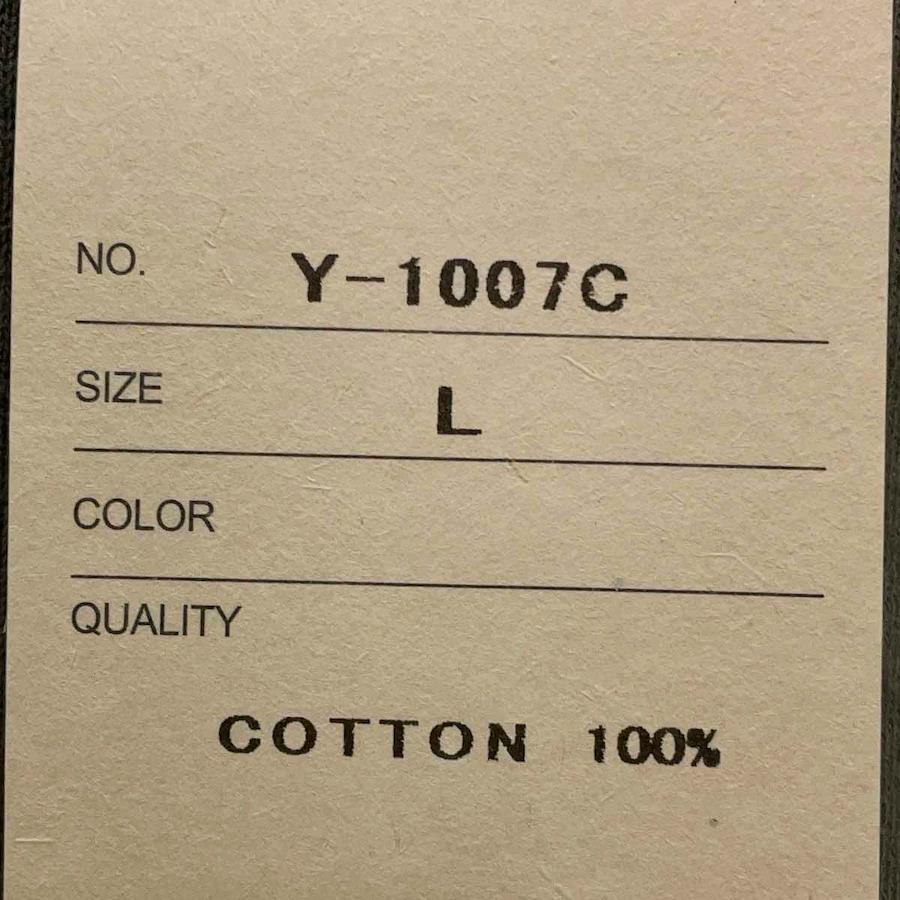 NO. Y-1007C
SIZE L
COLOR
QUALITY
COTTON 100%